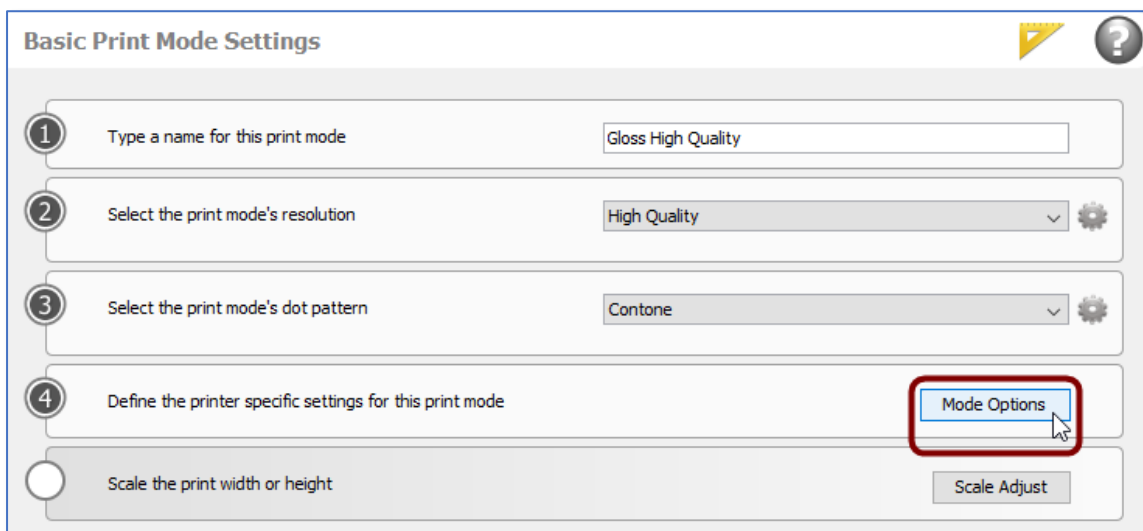 Basic Print Mode Settings
?
1
Type a name for this print mode
Gloss High Quality
2
Select the print mode's resolution
High Quality
3
Select the print mode's dot pattern
Contone
4
Define the printer specific settings for this print mode
Mode Options
Scale the print width or height
Scale Adjust